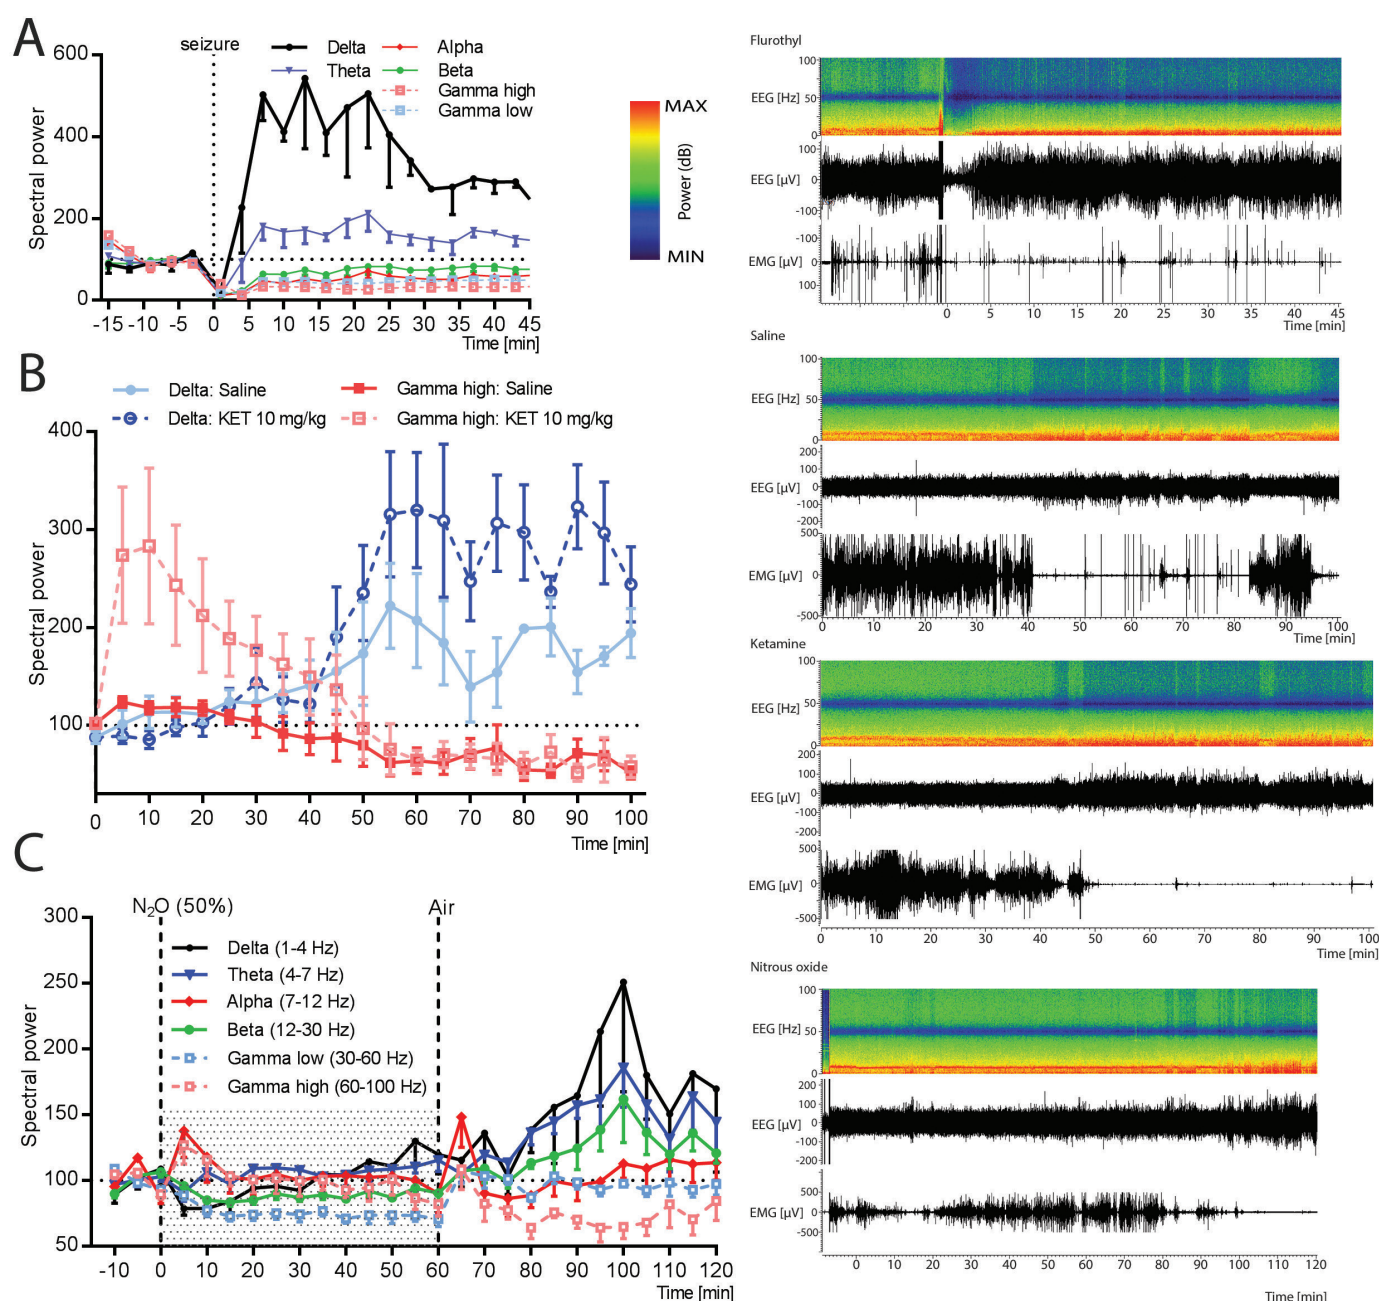 A
600
400
200
0
Spectral power
seizure
Delta
Theta
Alpha
Beta
Gamma high
Gamma low
-15 -10 -5 0 5 10 15 20 25 30 35 40 45
Time [min]
MAX
Power (dB)
MIN
Flurothyl
100
EEG [Hz] 50
0
100
EEG [µV] 0
-100
-100
EMG [µV] 0
100
0 5 10 15 20 25 30 35 40 45
Time [min]
B
Delta: Saline
Delta: KET 10 mg/kg
Gamma high: Saline
Gamma high: KET 10 mg/kg
400
300
200
100
Spectral power
0 10 20 30 40 50 60 70 80 90 100
Time [min]
Saline
100
EEG [Hz] 50
0
200
100
EEG [µV] 0
-100
-200
500
EMG [µV] 0
-500
0 10 20 30 40 50 60 70 80 90 100
Time [min]
Ketamine
100
EEG [Hz] 50
0
200
100
EEG [µV] 0
-100
-200
500
EMG [µV] 0
-500
0 10 20 30 40 50 60 70 80 90 100
Time [min]
C
N₂O (50%)
Air
300
250
200
150
100
50
Spectral power
Delta (1-4 Hz)
Theta (4-7 Hz)
Alpha (7-12 Hz)
Beta (12-30 Hz)
Gamma low (30-60 Hz)
Gamma high (60-100 Hz)
-10 0 10 20 30 40 50 60 70 80 90 100 110 120
Time [min]
Nitrous oxide
100
EEG [Hz] 50
0
200
100
EEG [µV] 0
-100
-200
500
EMG [µV] 0
-500
0 10 20 30 40 50 60 70 80 90 100 110 120
Time [min]